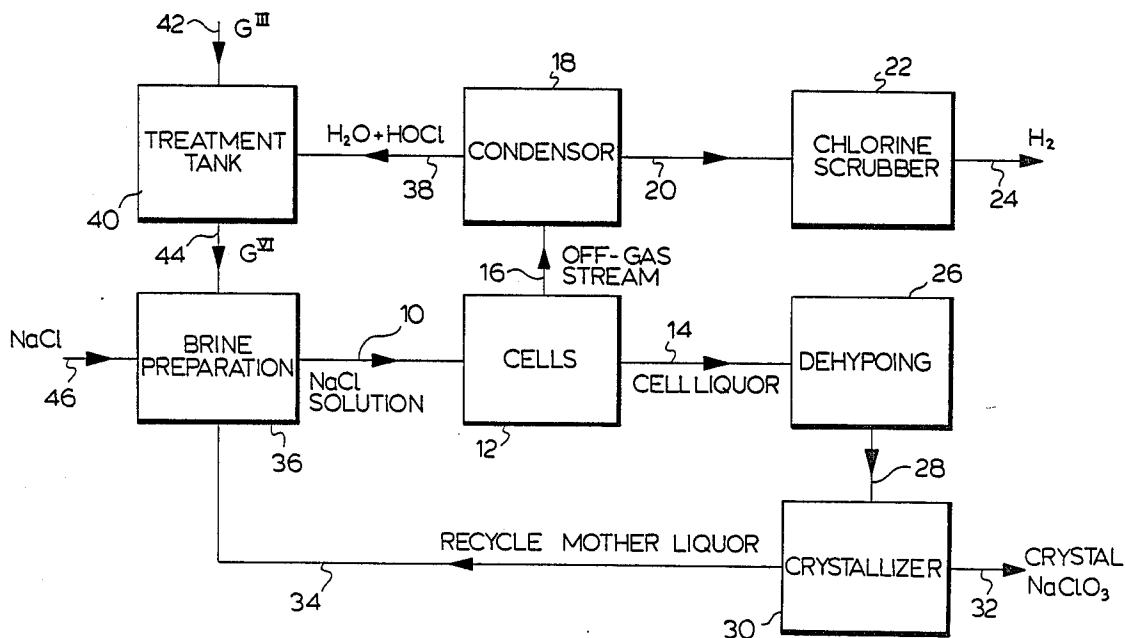 42
G^III
TREATMENT
TANK
40
44
G^VI
H₂O+HOCl
38
18
CONDENSOR
20
22
CHLORINE
SCRUBBER
H₂
24
16
OFF-GAS
STREAM
NaCl
46
BRINE
PREPARATION
36
10
NaCl
SOLUTION
CELLS
12
14
CELL LIQUOR
26
DEHYPOING
28
RECYCLE MOTHER LIQUOR
34
CRYSTALLIZER
30
32
CRYSTAL
NaClO₃